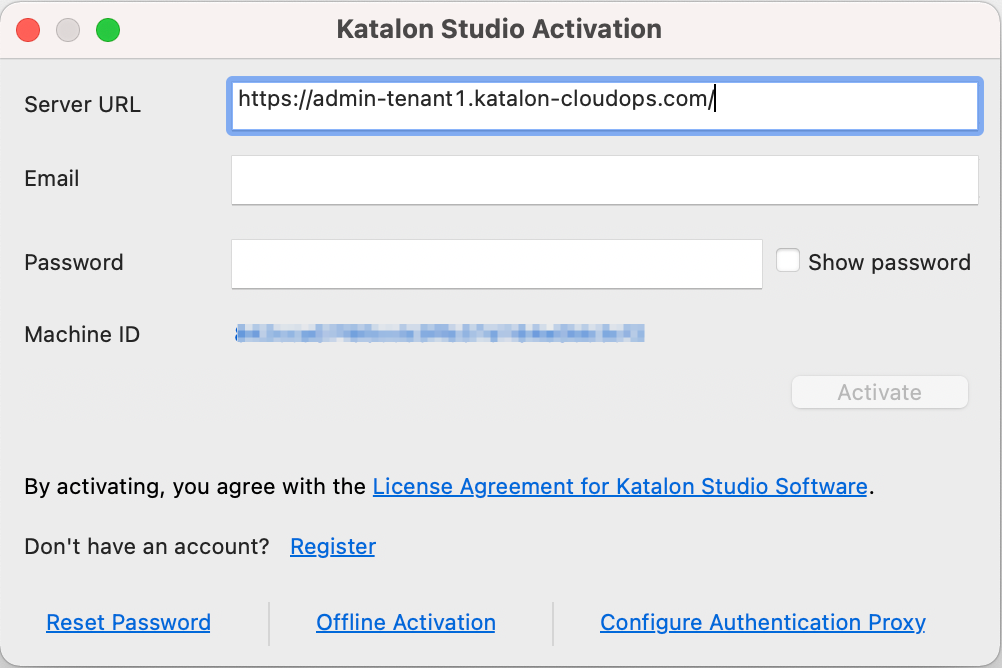 Katalon Studio Activation
Server URL
https://admin-tenant1.katalon-cloudops.com/
Email
Password
Show password
Machine ID
Activate
By activating, you agree with the License Agreement for Katalon Studio Software.
Don't have an account? Register
Reset Password
Offline Activation
Configure Authentication Proxy